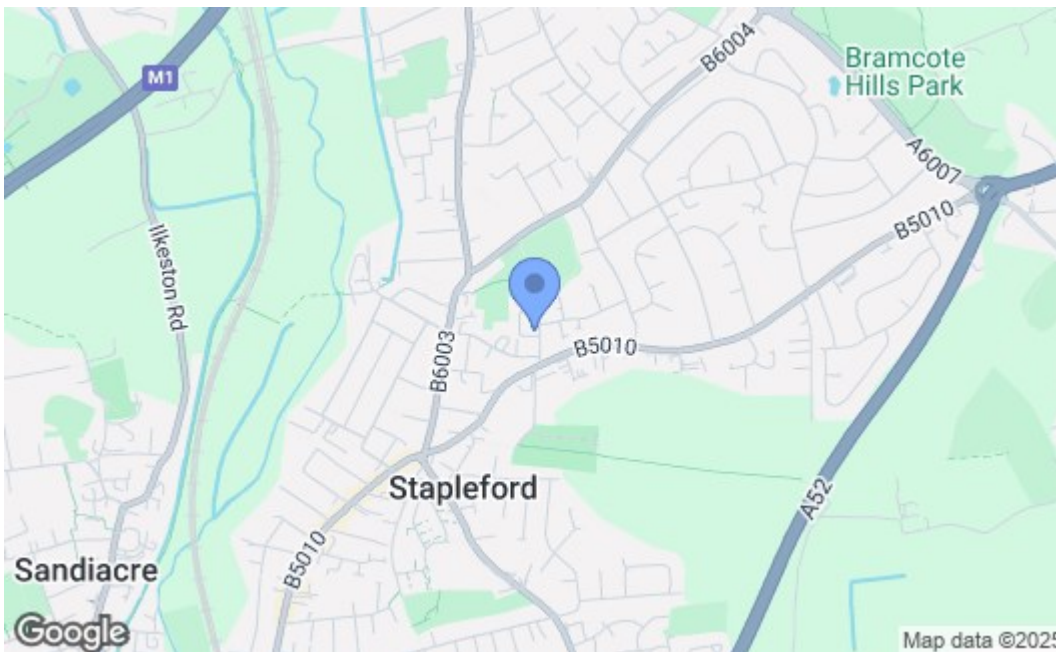 M1
B6004
Bramcote
Hills Park
A6007
B5010
Ilkeston Rd
B6003
B5010
Stapleford
A52
B5010
Sandiacre
Google
Map data ©2025